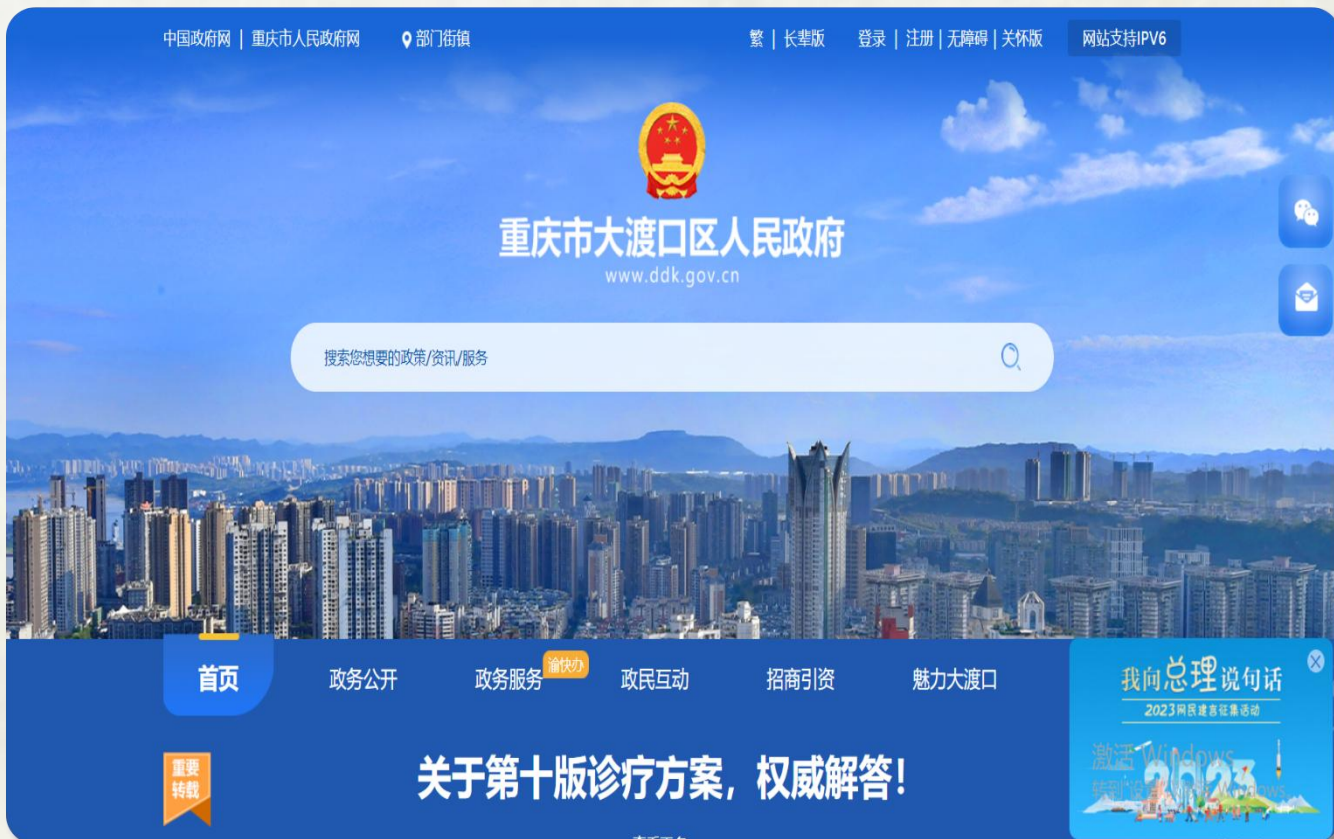 中国政府网 | 重庆市人民政府网 部门街镇 繁 | 长辈版 登录 | 注册 | 无障碍 | 关怀版 网站支持IPV6
重庆市大渡口区人民政府
www.ddk.gov.cn
搜索您想要的政策/资讯/服务
首页 政务公开 政务服务 渝快办 政民互动 招商引资 魅力大渡口
我向总理说句话
2023网民建言征集活动
重要
转载
关于第十版诊疗方案，权威解答！
激活 Windows
2023